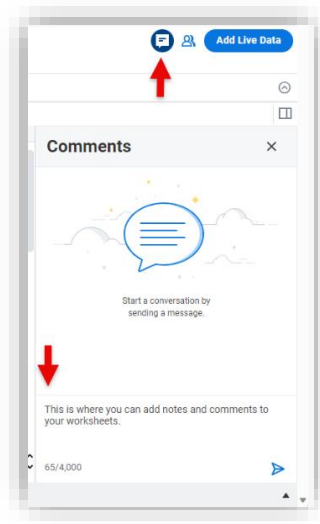 Add Live Data
Comments
Start a conversation by
sending a message.
This is where you can add notes and comments to
your worksheets.
65/4,000